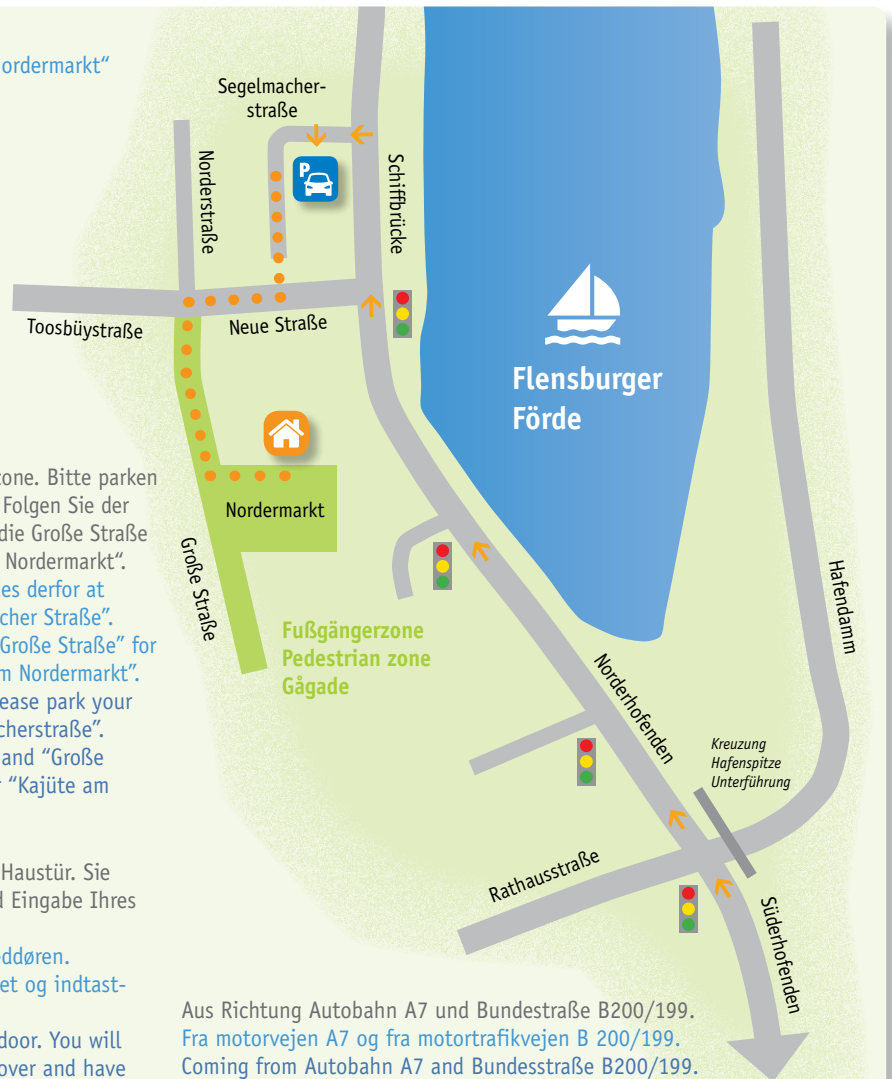 ordermarkt“
Segelmacher-
straße
P
Norderstraße
Schiffbrücke
Toosbüystraße
Neue Straße
Flensburger
Förde
zone. Bitte parken
Folgen Sie der
die Große Straße
Nordermarkt“.
es derfor at
cher Straße”.
Große Straße” for
m Nordermarkt”.
ease park your
cherstraße”.
and “Große
“Kajüte am
Nordermarkt
Große Straße
Fußgängerzone
Pedestrian zone
Gågade
Hafendamm
Norderhofenden
Kreuzung
Hafenspitze
Unterführung
Rathausstraße
Süderhofenden
Haustür. Sie
d Eingabe Ihres
ddøren.
et og indtast-
door. You will
over and have
Aus Richtung Autobahn A7 und Bundestraße B200/199.
Fra motorvejen A7 og fra motortrafikvejen B 200/199.
Coming from Autobahn A7 and Bundesstraße B200/199.